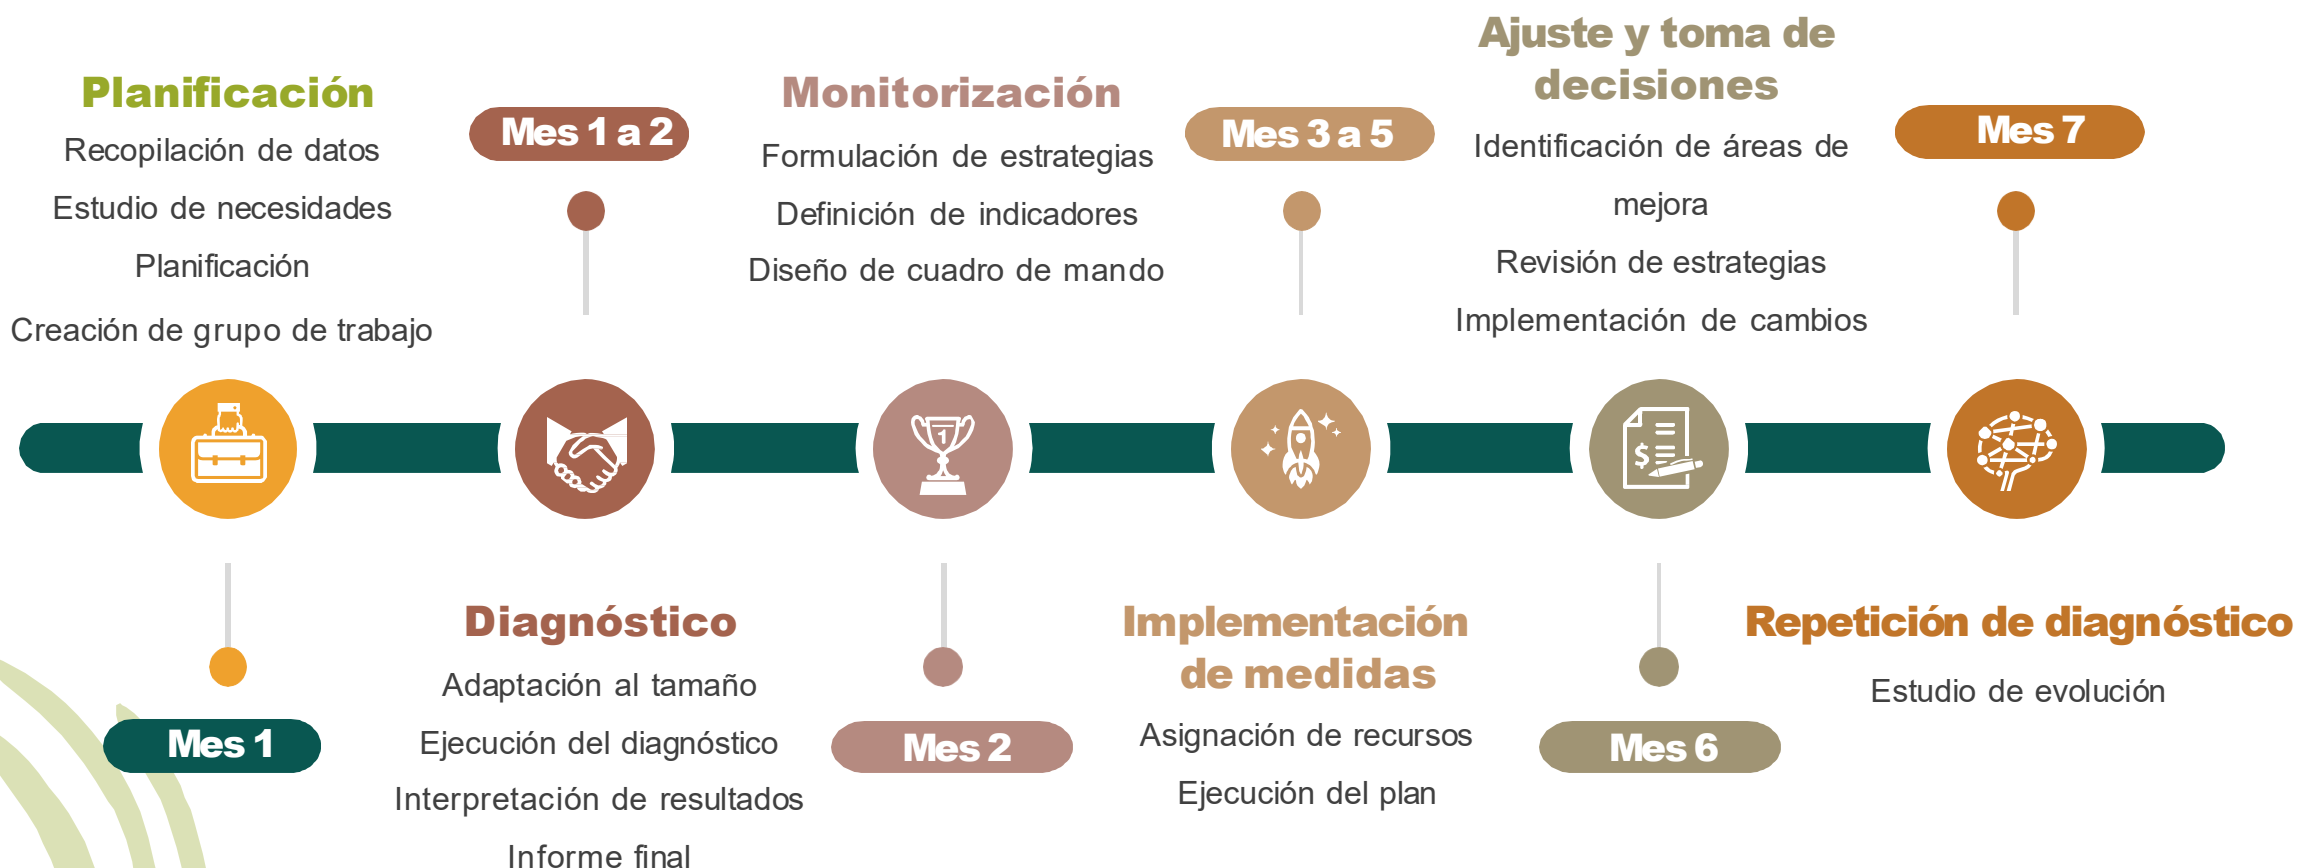 Planificación
Recopilación de datos
Estudio de necesidades
Planificación
Creación de grupo de trabajo
Mes 1
Mes 1 a 2
Diagnóstico
Adaptación al tamaño
Ejecución del diagnóstico
Interpretación de resultados
Informe final
Monitorización
Formulación de estrategias
Definición de indicadores
Diseño de cuadro de mando
1
Mes 2
Mes 3 a 5
Implementación
de medidas
Asignación de recursos
Ejecución del plan
Ajuste y toma de
decisiones
Identificación de áreas de
mejora
Revisión de estrategias
Implementación de cambios
$
Mes 6
Mes 7
Repetición de diagnóstico
Estudio de evolución